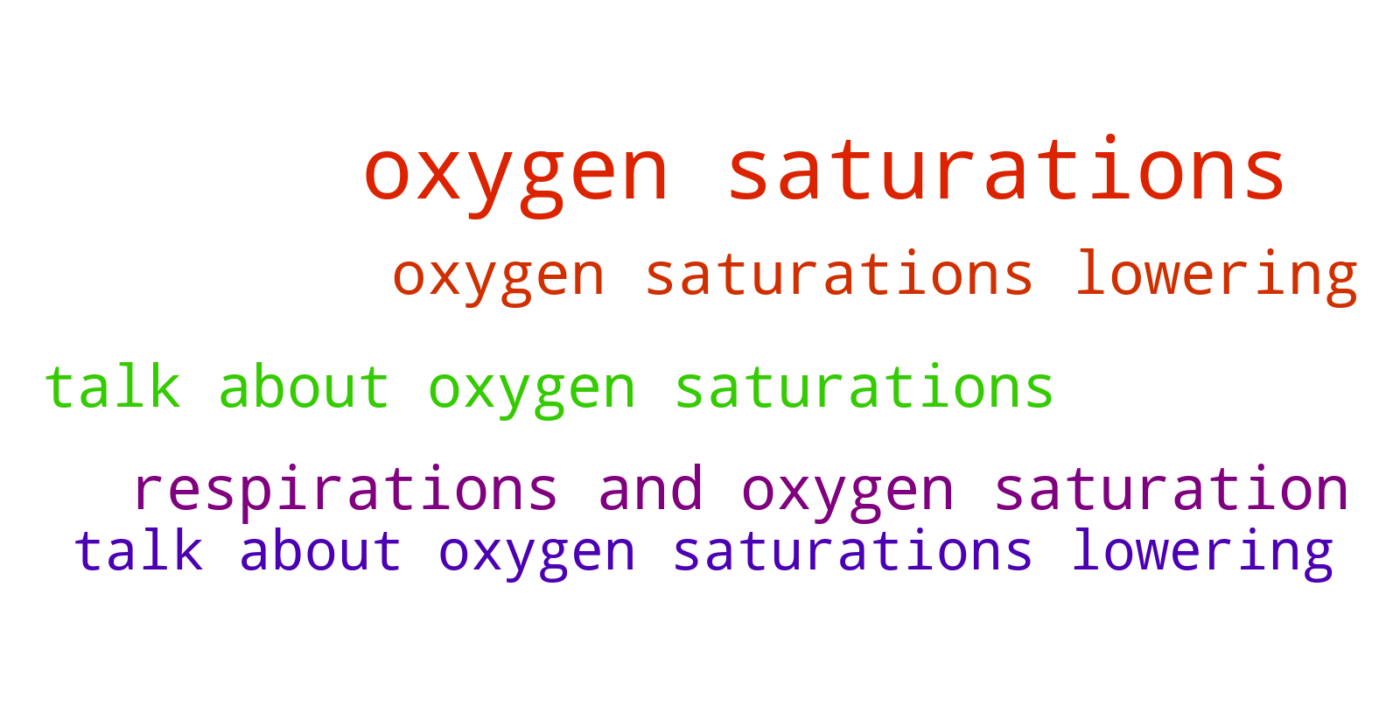 oxygen saturations
oxygen saturations lowering
talk about oxygen saturations
respirations and oxygen saturation
talk about oxygen saturations lowering